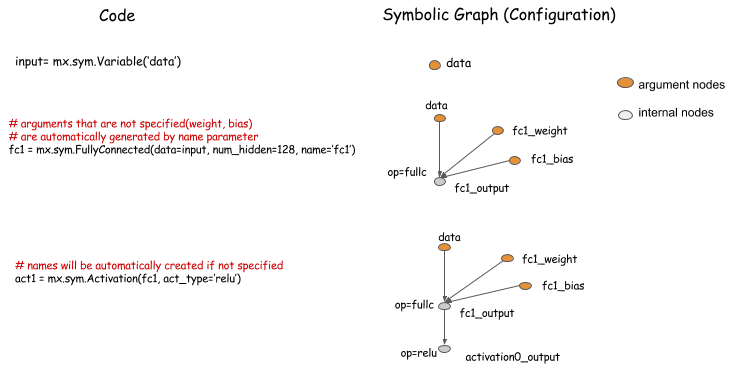 Code
Symbolic Graph (Configuration)
input= mx.sym.Variable('data')
data
argument nodes
internal nodes
# arguments that are not specified(weight, bias)
# are automatically generated by name parameter
fc1 = mx.sym.FullyConnected(data=input, num_hidden=128, name='fc1')
data
fc1_weight
fc1_bias
op=fullc
fc1_output
# names will be automatically created if not specified
act1 = mx.sym.Activation(fc1, act_type='relu')
data
fc1_weight
fc1_bias
op=fullc
fc1_output
op=relu
activation0_output